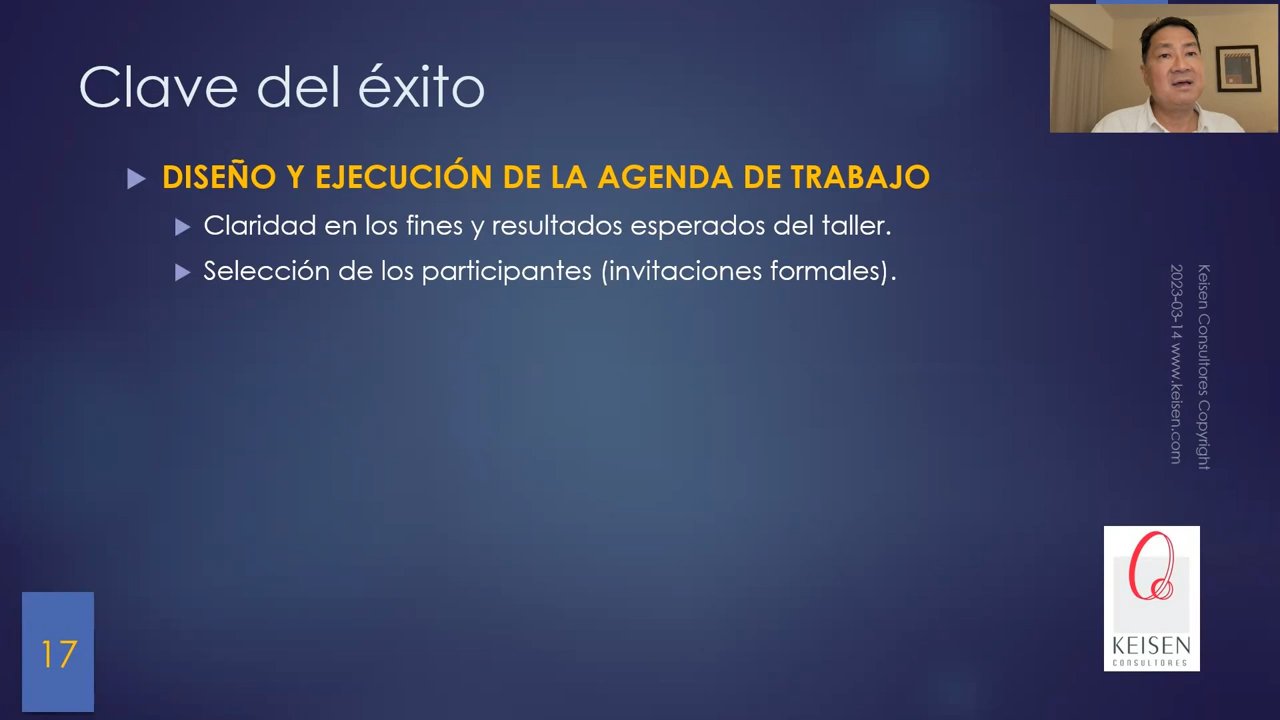 Clave del éxito
DISEÑO Y EJECUCIÓN DE LA AGENDA DE TRABAJO
Claridad en los fines y resultados esperados del taller.
Selección de los participantes (invitaciones formales).
Keisen Consultores Copyright
2023-03-14 www.keisen.com
KEISEN
CONSULTORES
17